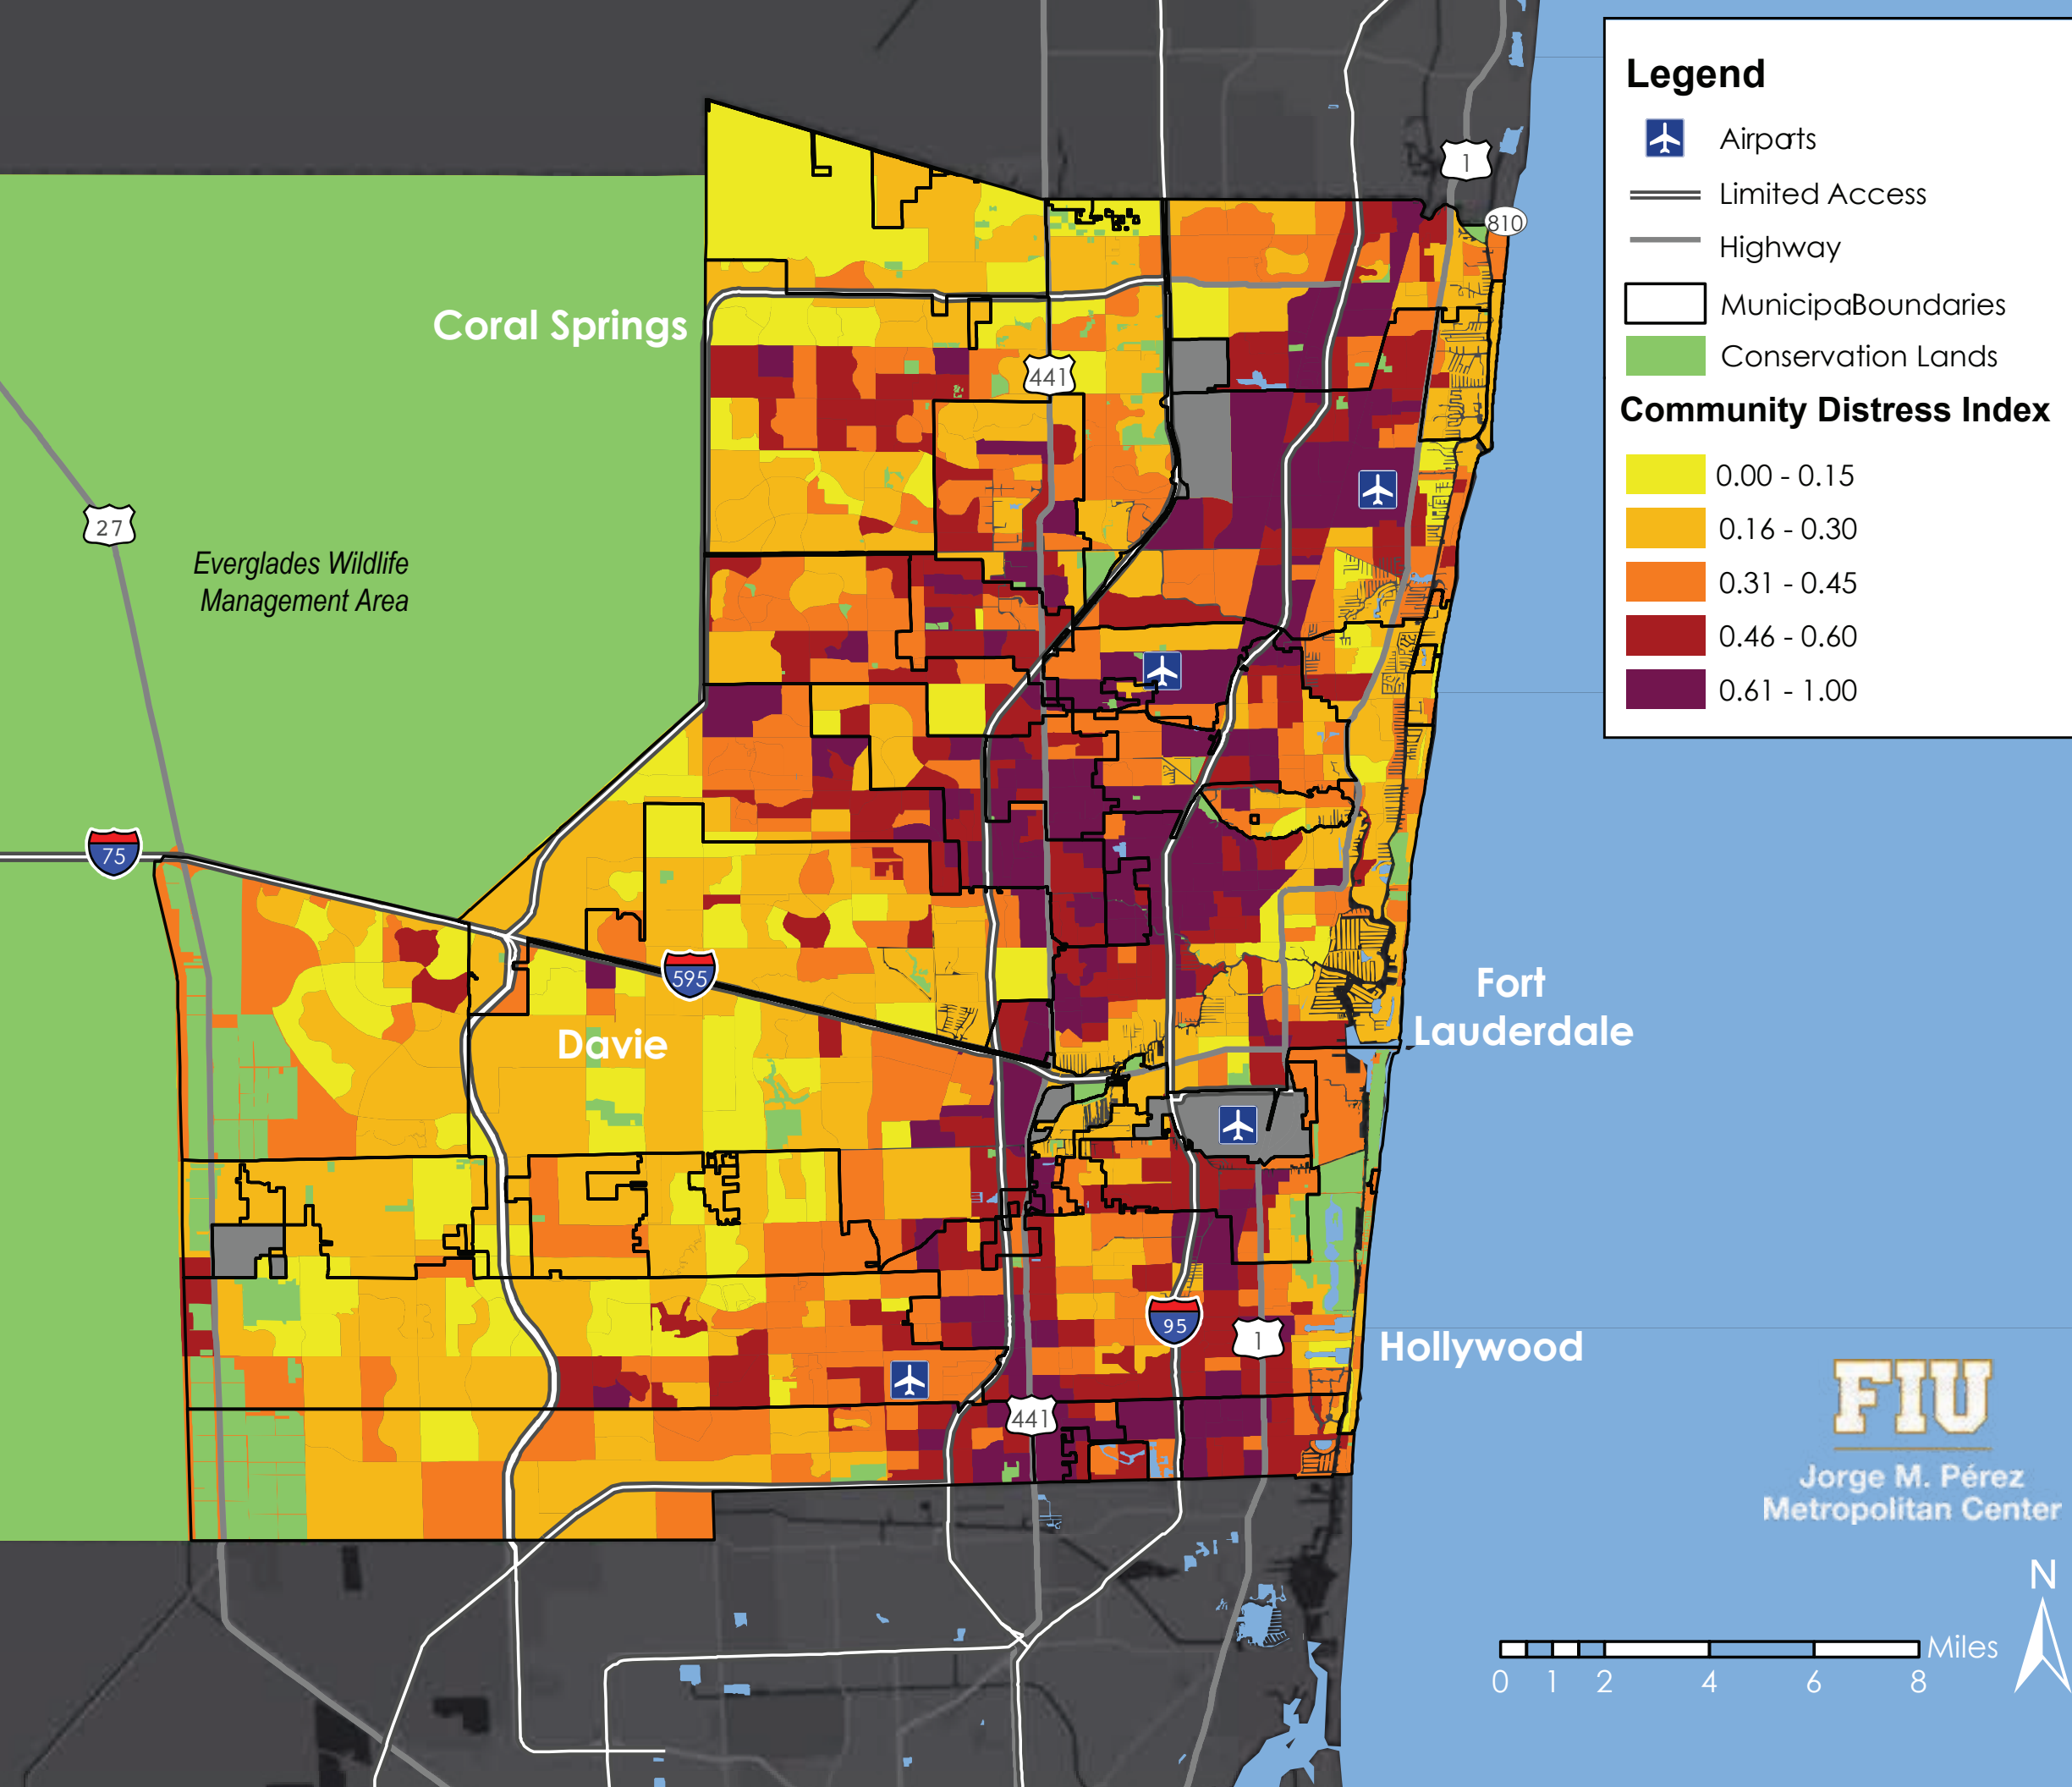 Legend
Airports
Limited Access
Highway
Municipal Boundaries
Conservation Lands
Community Distress Index
0.00 - 0.15
0.16 - 0.30
0.31 - 0.45
0.46 - 0.60
0.61 - 1.00
1
810
Coral Springs
441
27
Everglades Wildlife
Management Area
75
595
Davie
Fort
Lauderdale
95
1
Hollywood
441
FIU
Jorge M. Pérez
Metropolitan Center
N
Miles
0 1 2 4 6 8